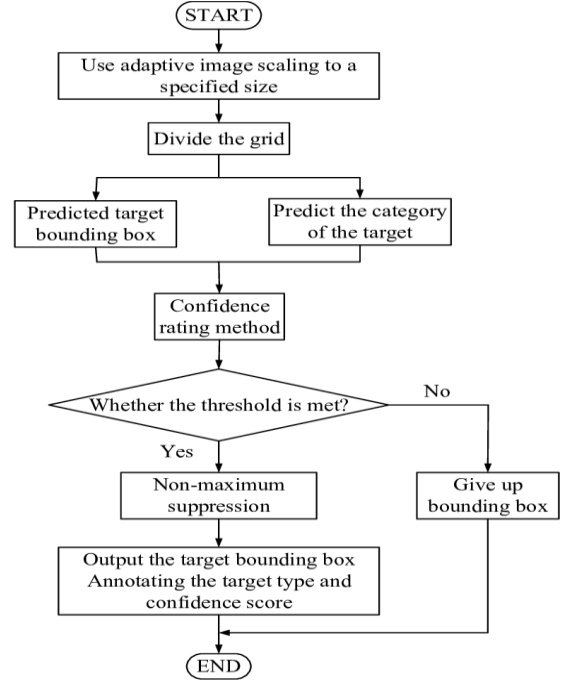 START
Use adaptive image scaling to a
specified size
Divide the grid
Predicted target
bounding box
Predict the category
of the target
Confidence
rating method
Whether the threshold is met?
No
Yes
Non-maximum
suppression
Give up
bounding box
Output the target bounding box
Annotating the target type and
confidence score
END